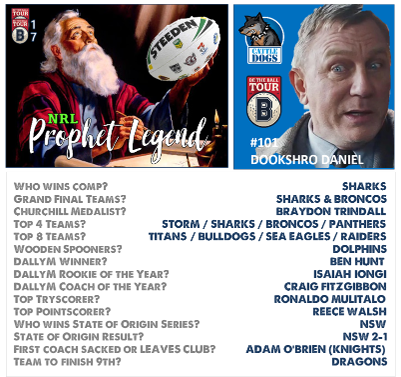 BC THE BALL
TOUR
B
1
7
STEEDEN
NRL
Prophet Legend
CATTLE
DOGS
BC THE BALL
TOUR
B
#101
DOOKSHRO DANIEL
WHO WINS COMP? SHARKS
GRAND FINAL TEAMS? SHARKS & BRONCOS
CHURCHILL MEDALIST? BRAYDON TRINDALL
TOP 4 TEAMS? STORM / SHARKS / BRONCOS / PANTHERS
TOP 8 TEAMS? TITANS / BULLDOGS / SEA EAGLES / RAIDERS
WOODEN SPOONERS? DOLPHINS
DALLYM WINNER? BEN HUNT
DALLYM ROOKIE OF THE YEAR? ISAIAH IONGI
DALLYM COACH OF THE YEAR? CRAIG FITZGIBBON
TOP TRYSCORER? RONALDO MULITALO
TOP POINTSCORER? REECE WALSH
WHO WINS STATE OF ORIGIN SERIES? NSW
STATE OF ORIGIN RESULT? NSW 2-1
FIRST COACH SACKED OR LEAVES CLUB? ADAM O'BRIEN (KNIGHTS)
TEAM TO FINISH 9TH? DRAGONS